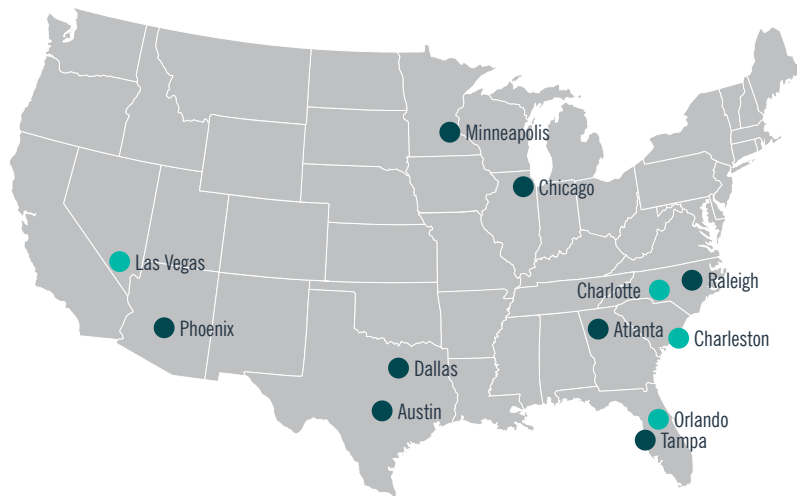 Minneapolis
Chicago
Las Vegas
Raleigh
Charlotte
Phoenix
Atlanta
Charleston
Dallas
Austin
Orlando
Tampa